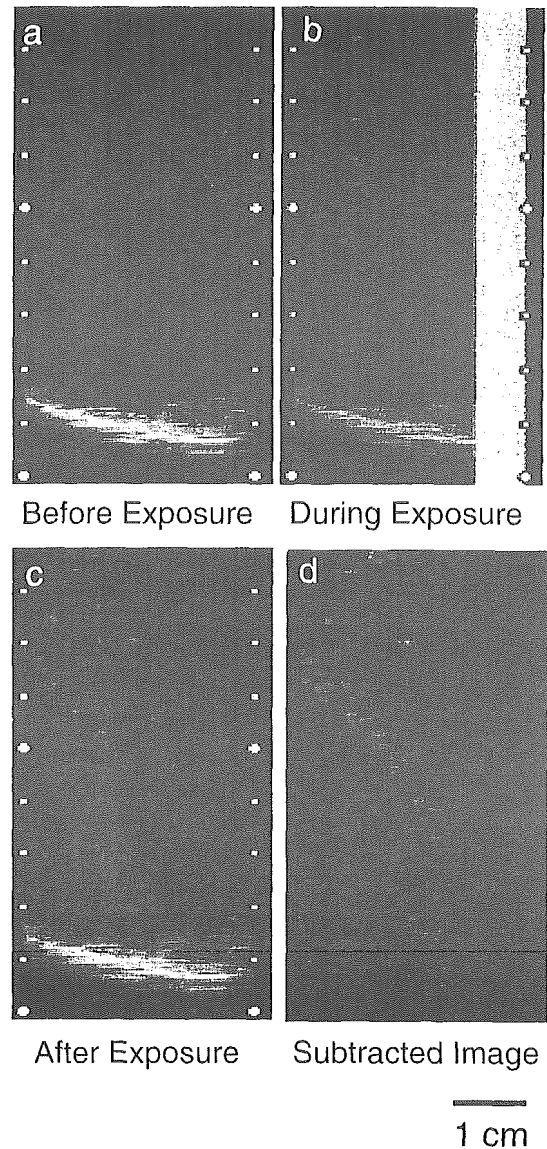 a b
Before Exposure During Exposure
c d
After Exposure Subtracted Image
1 cm